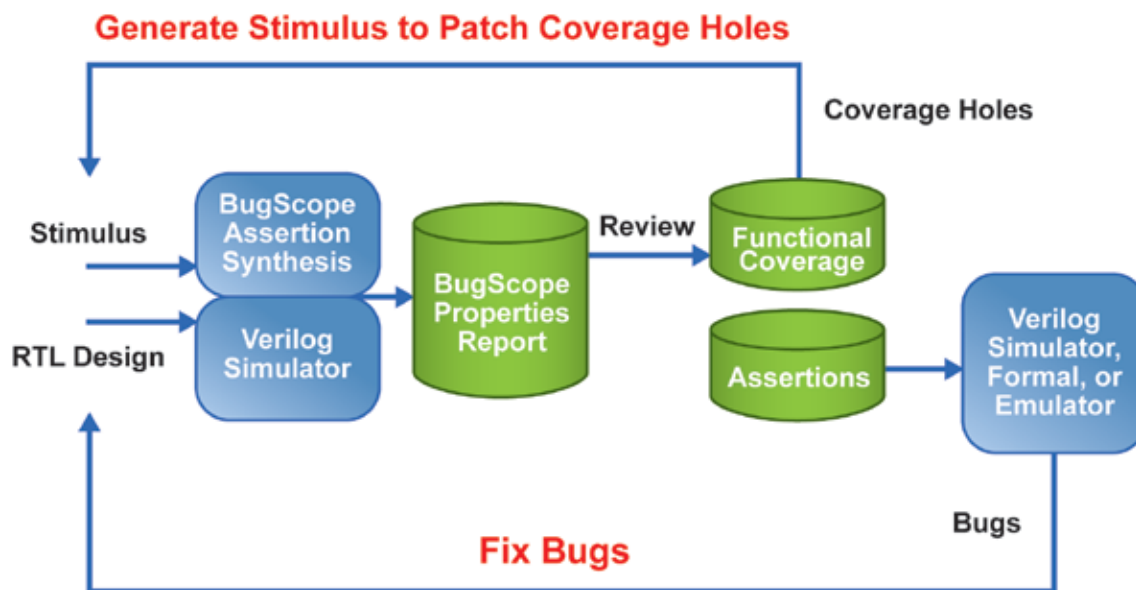 Generate Stimulus to Patch Coverage Holes
Coverage Holes
Stimulus
RTL Design
BugScope
Assertion
Synthesis
Verilog
Simulator
BugScope
Properties
Report
Review
Functional
Coverage
Assertions
Verilog
Simulator,
Formal, or
Emulator
Bugs
Fix Bugs